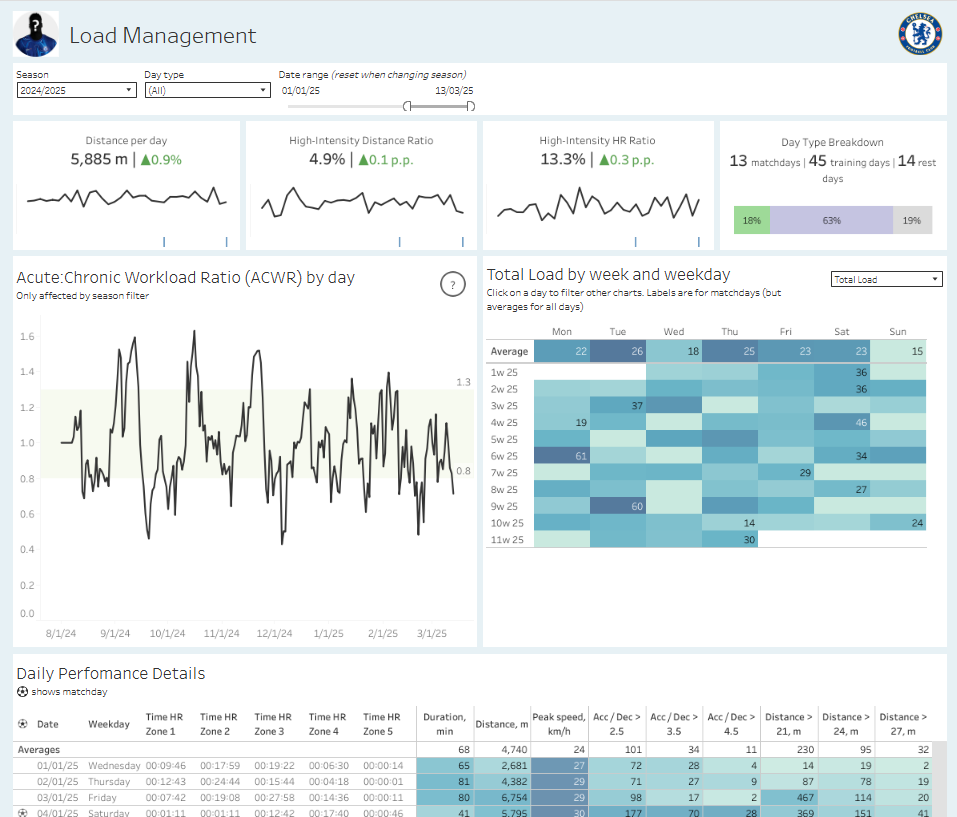 ?
Load Management
CHELSEA
FOOTBALL CLUB
Season
Day type
Date range (reset when changing season)
2024/2025
(All)
01/01/25
13/03/25
Distance per day
5,885 m | ▲0.9%
High-Intensity Distance Ratio
4.9% | ▲0.1 p.p.
High-Intensity HR Ratio
13.3% | ▲0.3 p.p.
Day Type Breakdown
13 matchdays | 45 training days | 14 rest
days
18%
63%
19%
Acute:Chronic Workload Ratio (ACWR) by day
Only affected by season filter
?
1.6
1.4
1.3
1.2
1.0
0.8
0.8
0.6
0.4
0.2
0.0
8/1/24 9/1/24 10/1/24 11/1/24 12/1/24 1/1/25 2/1/25 3/1/25
Total Load by week and weekday
Total Load
Click on a day to filter other charts. Labels are for matchdays (but
averages for all days)
Mon Tue Wed Thu Fri Sat Sun
Average 22 26 18 25 23 23 15
1w 25 36
2w 25 36
3w 25 37
4w 25 19 46
5w 25
6w 25 61 34
7w 25 29
8w 25 27
9w 25 60
10w 25 14 24
11w 25 30
Daily Perfomance Details
shows matchday
Date Weekday Time HR Zone 1 Time HR Zone 2 Time HR Zone 3 Time HR Zone 4 Time HR Zone 5 Duration, min Distance, m Peak speed, km/h Acc / Dec > 2.5 Acc / Dec > 3.5 Acc / Dec > 4.5 Distance > 21, m Distance > 24, m Distance > 27, m
Averages 68 4,740 24 101 34 11 230 95 32
01/01/25 Wednesday 00:09:46 00:17:59 00:19:22 00:06:30 00:00:14 65 2,681 27 72 28 4 14 19 2
02/01/25 Thursday 00:12:43 00:24:44 00:15:44 00:04:18 00:00:01 81 4,382 29 71 27 9 87 78 19
03/01/25 Friday 00:07:42 00:19:08 00:27:58 00:14:36 00:00:11 80 6,754 29 98 17 2 467 114 20
04/01/25 Saturday 00:01:11 00:01:11 00:12:42 00:17:40 00:00:46 41 5,795 30 177 70 28 369 151 41